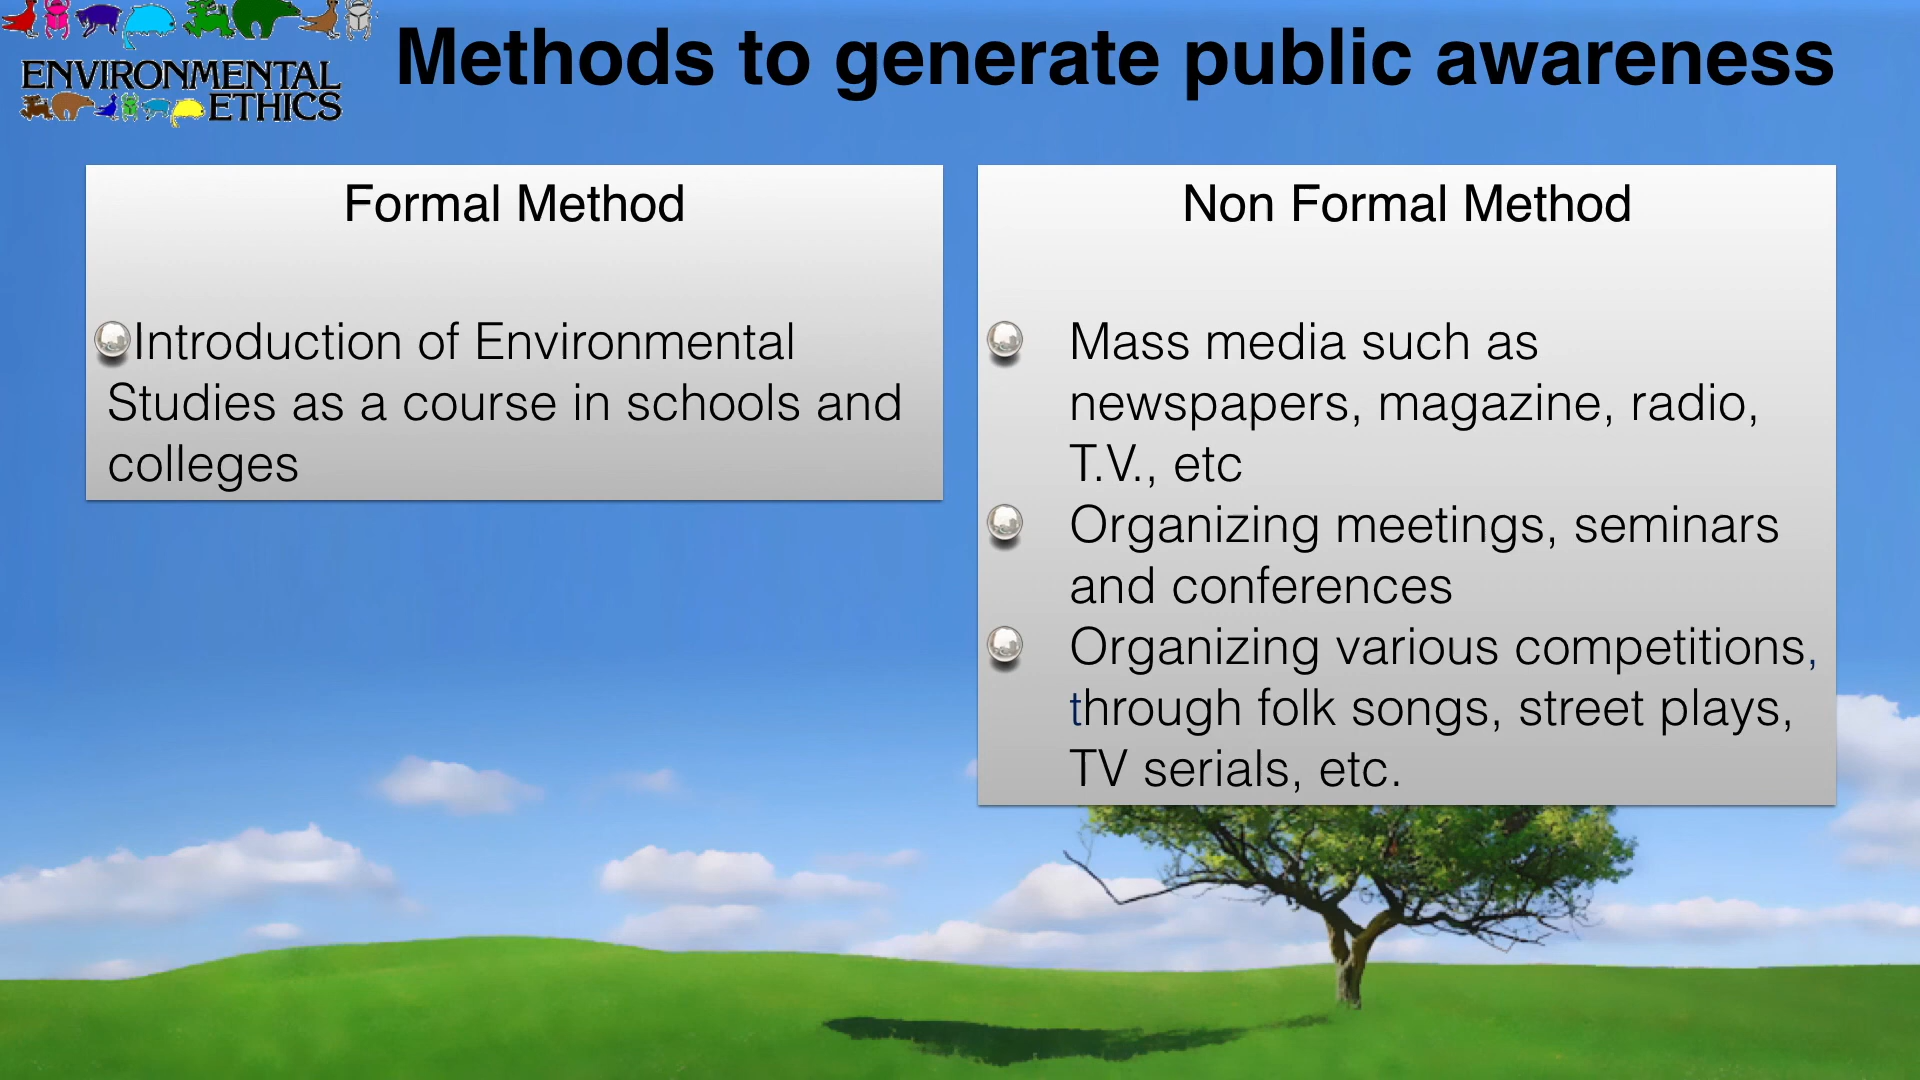 ENVIRONMENTAL
ETHICS
Methods to generate public awareness
Formal Method
Introduction of Environmental
Studies as a course in schools and
colleges
Non Formal Method
Mass media such as
newspapers, magazine, radio,
T.V., etc
Organizing meetings, seminars
and conferences
Organizing various competitions,
through folk songs, street plays,
TV serials, etc.